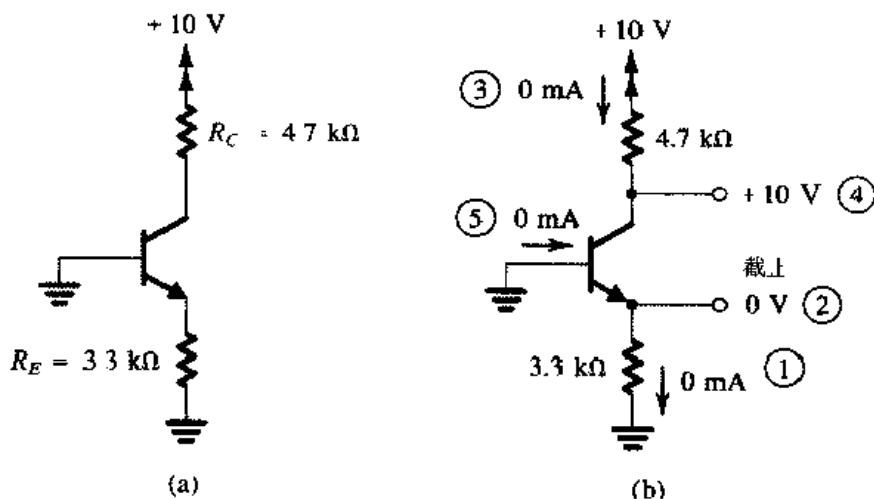 + 10 V
R_C = 4 7 kΩ
R_E = 3 3 kΩ
(a)
+ 10 V
③ 0 mA
4.7 kΩ
+ 10 V ④
⑤ 0 mA
截止
0 V ②
3.3 kΩ
0 mA ①
(b)